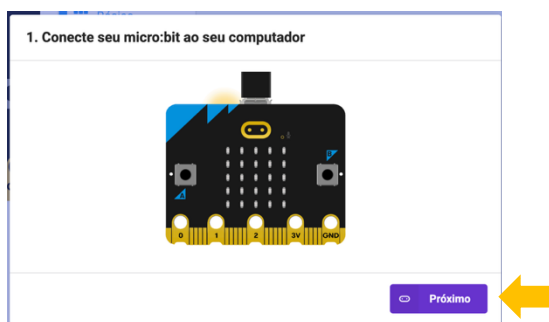 1. Conecte seu micro:bit ao seu computador
B
A
0 1 2 3V GND
Próximo